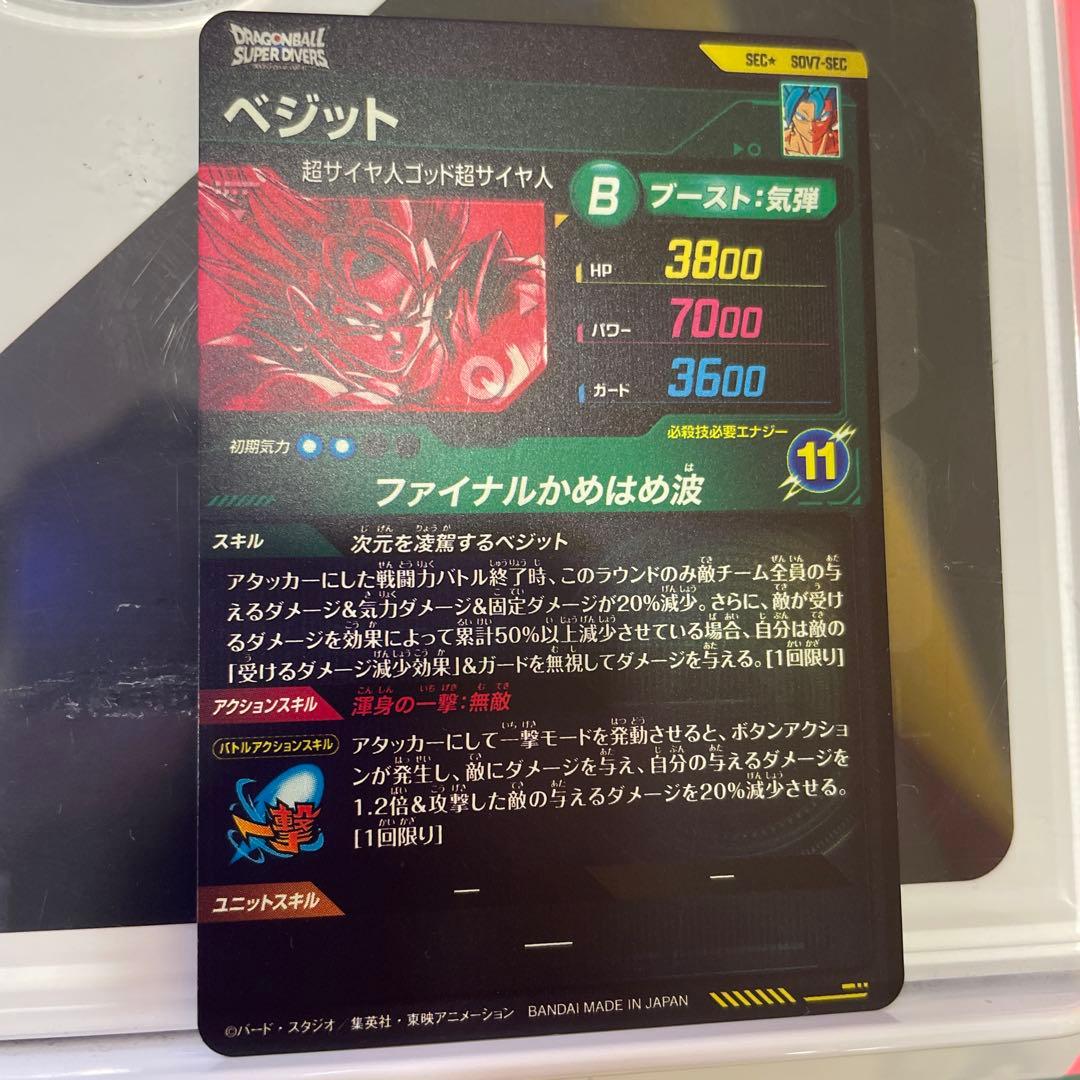 DRAGONBALL
SUPER DIVERS
SEC★ SDV7-SEC
ベジット
超サイヤ人ゴッド超サイヤ人
B ブースト:気弾
HP 3800
パワー 7000
ガード 3600
初期気力
必殺技必要エナジー
11
ファイナルかめはめ波
スキル 次元を凌駕するベジット
アタッカーにした戦闘力バトル終了時、このラウンドのみ敵チーム全員の与
えるダメージ&気力ダメージ&固定ダメージが20%減少。さらに、敵が受け
るダメージを効果によって累計50%以上減少させている場合、自分は敵の
「受けるダメージ減少効果」&ガードを無視してダメージを与える。[1回限り]
アクションスキル 渾身の一撃:無敵
バトルアクションスキル
一撃
アタッカーにして一撃モードを発動させると、ボタンアクショ
ンが発生し、敵にダメージを与え、自分の与えるダメージを
1.2倍&攻撃した敵の与えるダメージを20%減少させる。
[1回限り]
ユニットスキル
—
—
—
©バード・スタジオ/集英社・東映アニメーション BANDAI MADE IN JAPAN